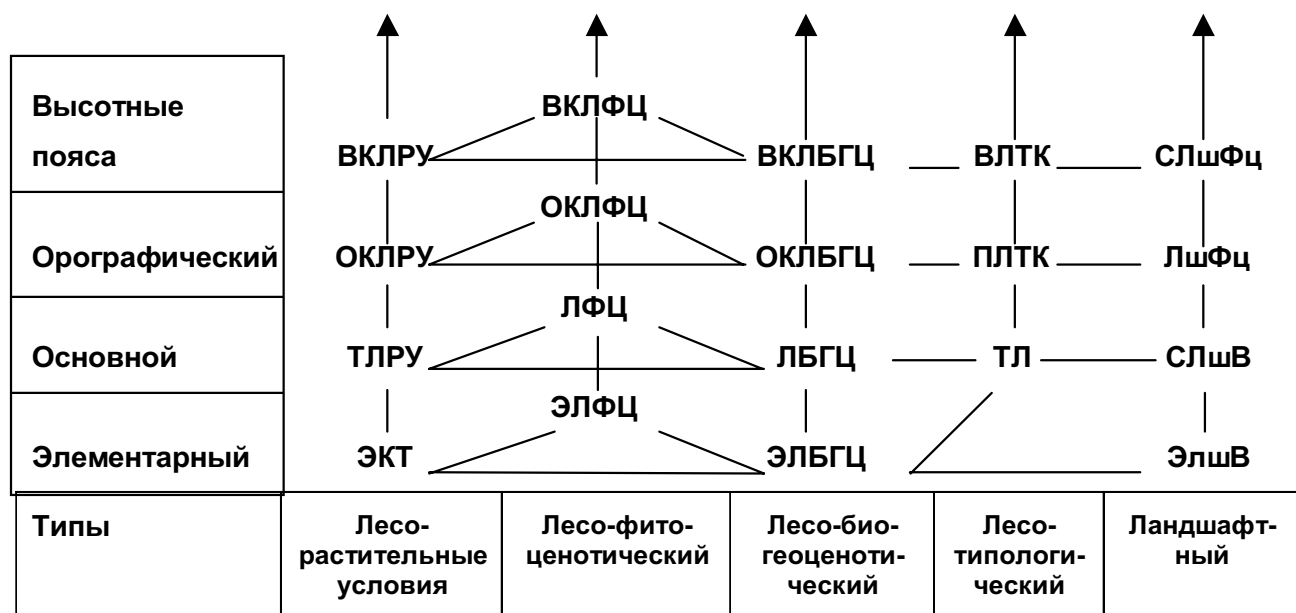 ВКЛФЦ
Высотные
пояса
ВКЛРУ ВКЛБГЦ ВЛТК СЛшФц
ОКЛФЦ
Орографический ОКЛРУ ОКЛБГЦ ПЛТК ЛшФц
ЛФЦ
Основной ТЛРУ ЛБГЦ ТЛ СЛшВ
ЭЛФЦ
Элементарный ЭКТ ЭЛБГЦ ЭлшВ
Типы
Лесо-
растительные
условия
Лесо-фито-
ценотический
Лесо-био-
геоценоти-
ческий
Лесо-
типологи-
ческий
Ландшафт-
ный